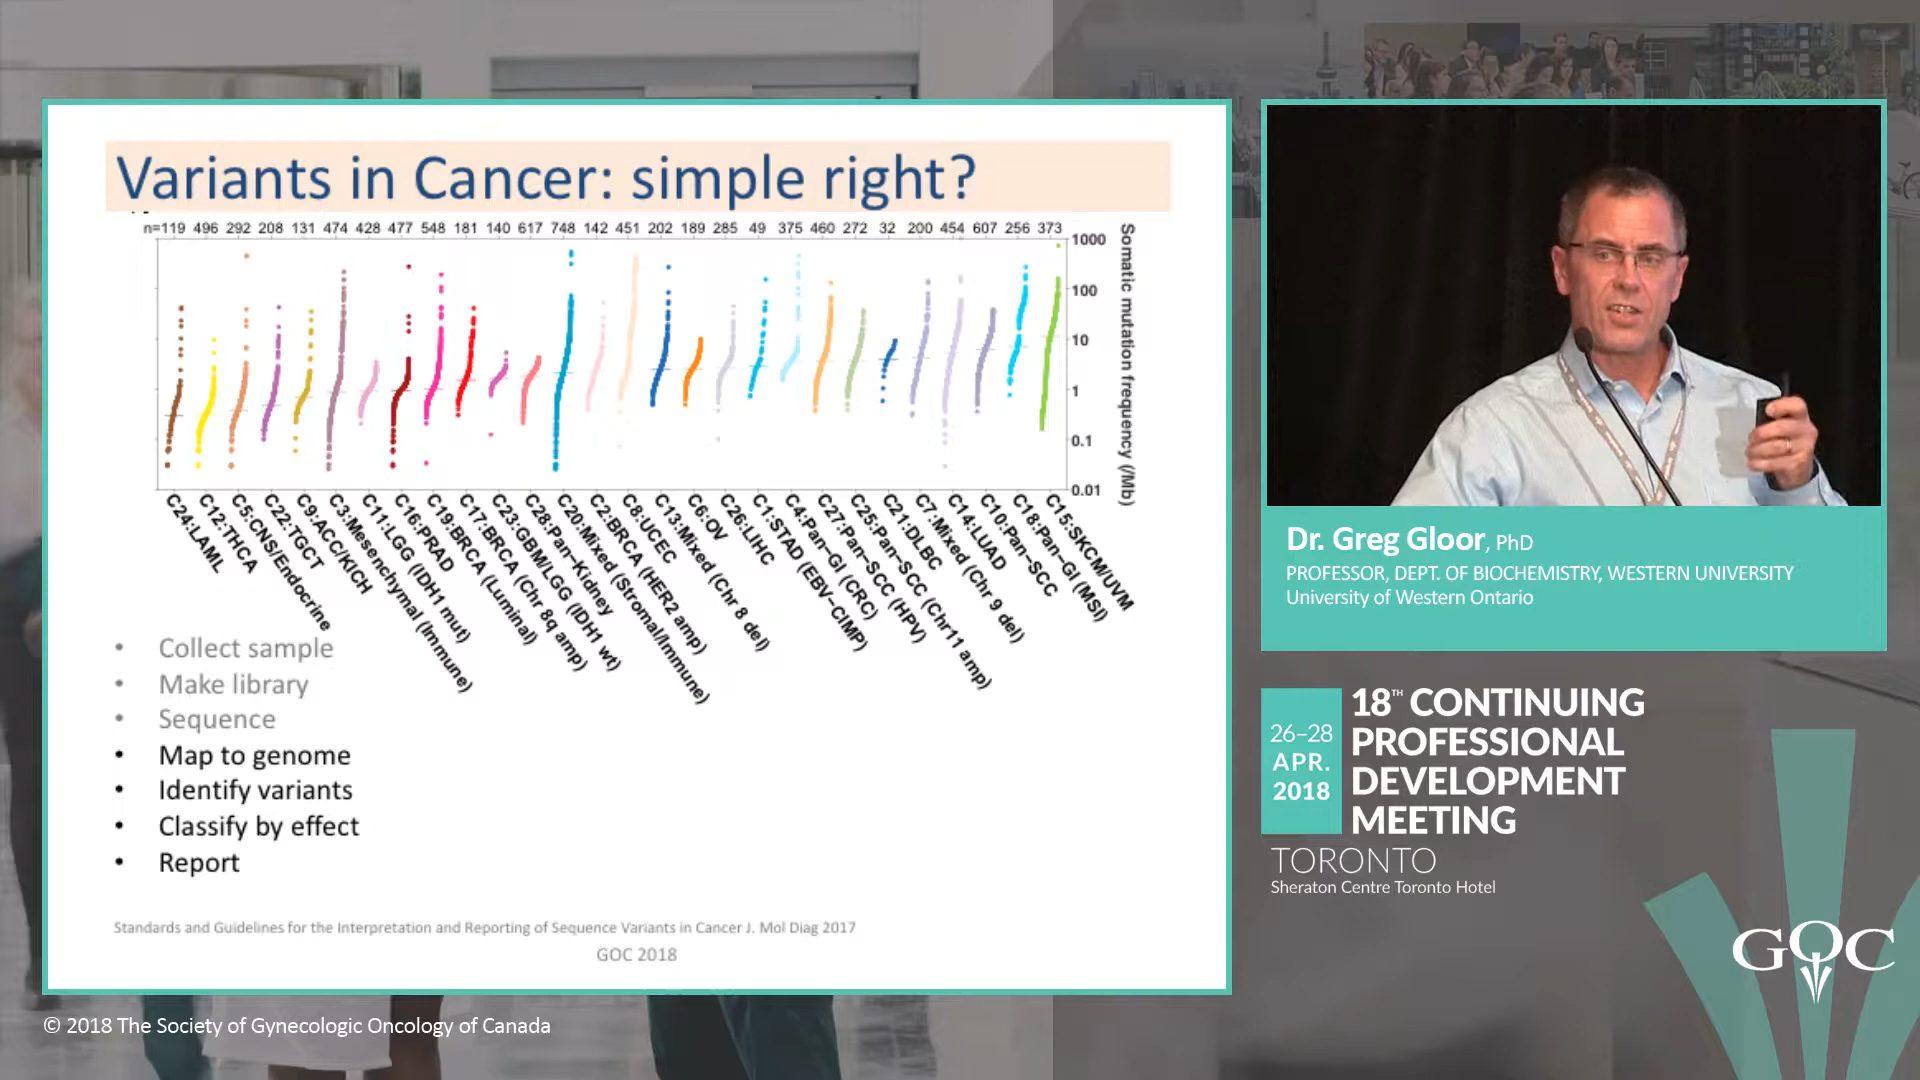 Variants in Cancer: simple right?
n=119 496 292 208 131 474 428 477 548 181 140 617 748 142 451 202 189 285 49 375 460 272 32 200 454 607 256 373
1000
100
10
1
0.1
0.01
Somatic mutation frequency (/Mb)
C24:LAML
C12:THCA
C5:CNS/Endocrine
C22:TGCT
C9:ACC/KICH
C3:Mesenchymal (Immune)
C11:LGG (IDH1 mut)
C16:PRAD
C19:BRCA (Luminal)
C17:BRCA (Chr 8q amp)
C23:GBM/LGG (IDH1 wt)
C28:Pan-Kidney
C20:Mixed (Stromal/Immune)
C2:BRCA (HER2 amp)
C8:UCEC
C13:Mixed (Chr 8 del)
C6:OV
C26:LIHC
C1:STAD (EBV-CIMP)
C4:Pan-GI (CRC)
C27:Pan-SCC (HPV)
C25:Pan-SCC (Chr11 amp)
C21:DLBC
C7:Mixed (Chr 9 del)
C14:LUAD
C10:Pan-SCC
C18:Pan-GI (MSI)
C15:SKCM/UVM
• Collect sample
• Make library
• Sequence
• Map to genome
• Identify variants
• Classify by effect
• Report
Standards and Guidelines for the Interpretation and Reporting of Sequence Variants in Cancer J. Mol Diag 2017
GOC 2018
Dr. Greg Gloor, PhD
PROFESSOR, DEPT. OF BIOCHEMISTRY, WESTERN UNIVERSITY
University of Western Ontario
26–28
APR.
2018
18TH CONTINUING
PROFESSIONAL
DEVELOPMENT
MEETING
TORONTO
Sheraton Centre Toronto Hotel
GOC
© 2018 The Society of Gynecologic Oncology of Canada